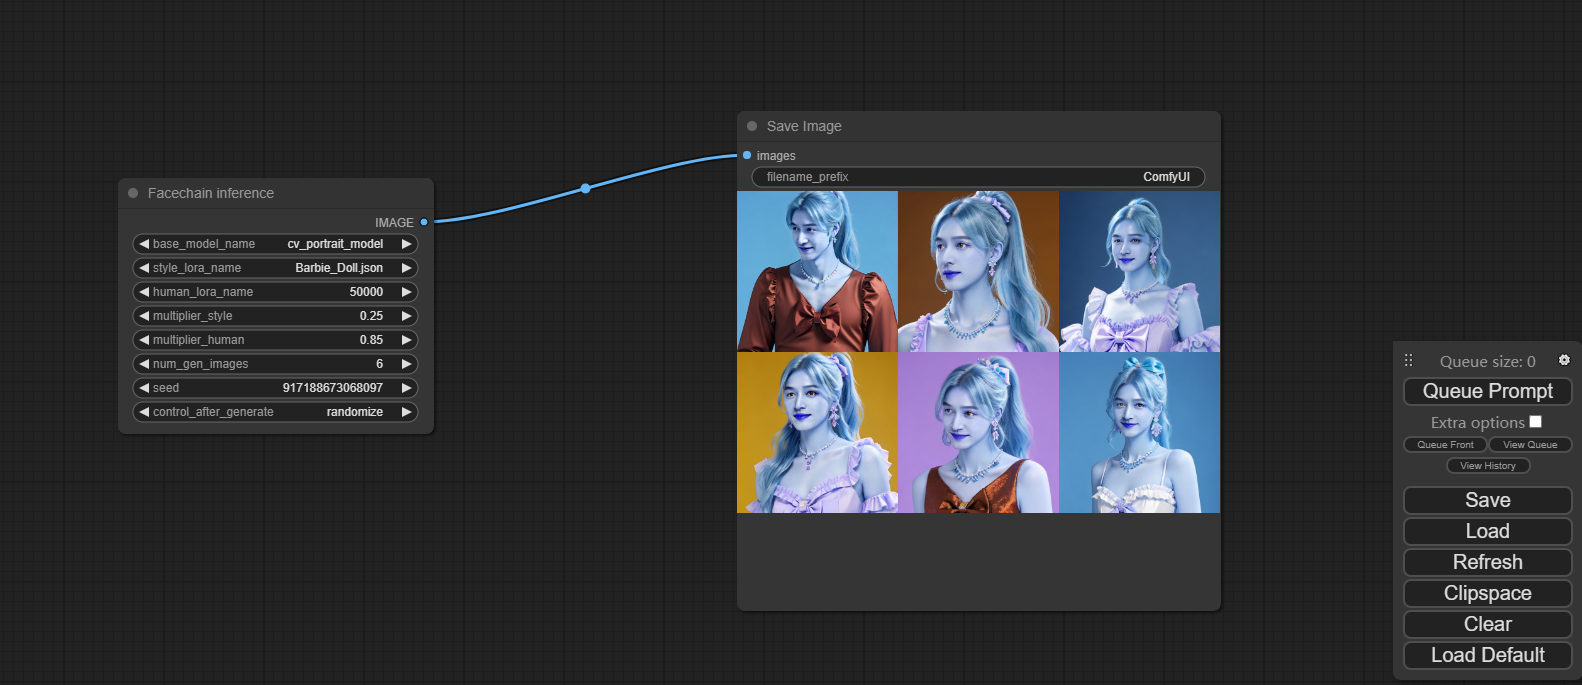 Facechain inference
IMAGE
base_model_name cv_portrait_model
style_lora_name Barbie_Doll.json
human_lora_name 50000
multiplier_style 0.25
multiplier_human 0.85
num_gen_images 6
seed 917188673068097
control_after_generate randomize
Save Image
images
filename_prefix ComfyUI
Queue size: 0
Queue Prompt
Extra options
Queue Front View Queue
View History
Save
Load
Refresh
Clipspace
Clear
Load Default